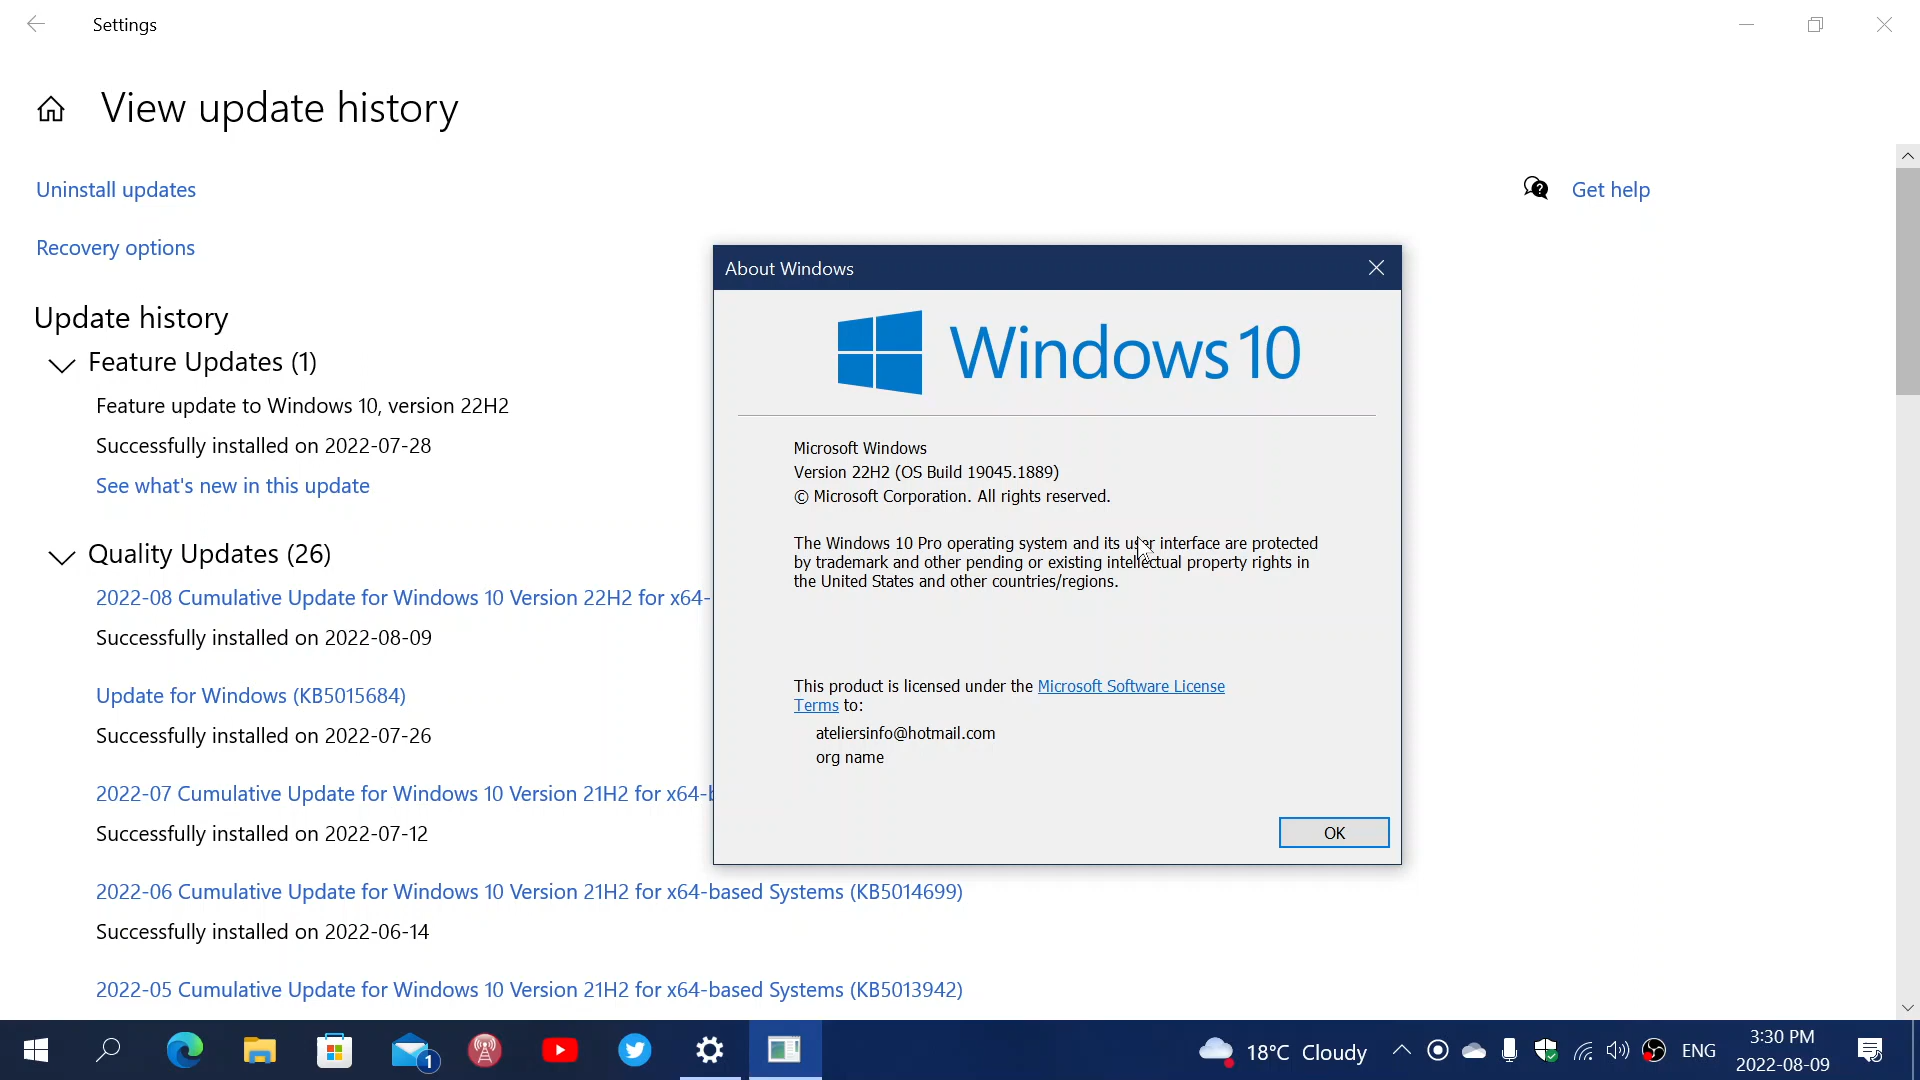 Settings
View update history
Uninstall updates
Get help
Recovery options
Update history
Feature Updates (1)
Feature update to Windows 10, version 22H2
Successfully installed on 2022-07-28
See what's new in this update
Quality Updates (26)
2022-08 Cumulative Update for Windows 10 Version 22H2 for x64-
Successfully installed on 2022-08-09
Update for Windows (KB5015684)
Successfully installed on 2022-07-26
2022-07 Cumulative Update for Windows 10 Version 21H2 for x64-b
Successfully installed on 2022-07-12
2022-06 Cumulative Update for Windows 10 Version 21H2 for x64-based Systems (KB5014699)
Successfully installed on 2022-06-14
2022-05 Cumulative Update for Windows 10 Version 21H2 for x64-based Systems (KB5013942)
About Windows
Windows 10
Microsoft Windows
Version 22H2 (OS Build 19045.1889)
© Microsoft Corporation. All rights reserved.
The Windows 10 Pro operating system and its user interface are protected
by trademark and other pending or existing intellectual property rights in
the United States and other countries/regions.
This product is licensed under the Microsoft Software License
Terms to:
ateliersinfo@hotmail.com
org name
OK
1
18°C Cloudy
ENG
3:30 PM
2022-08-09